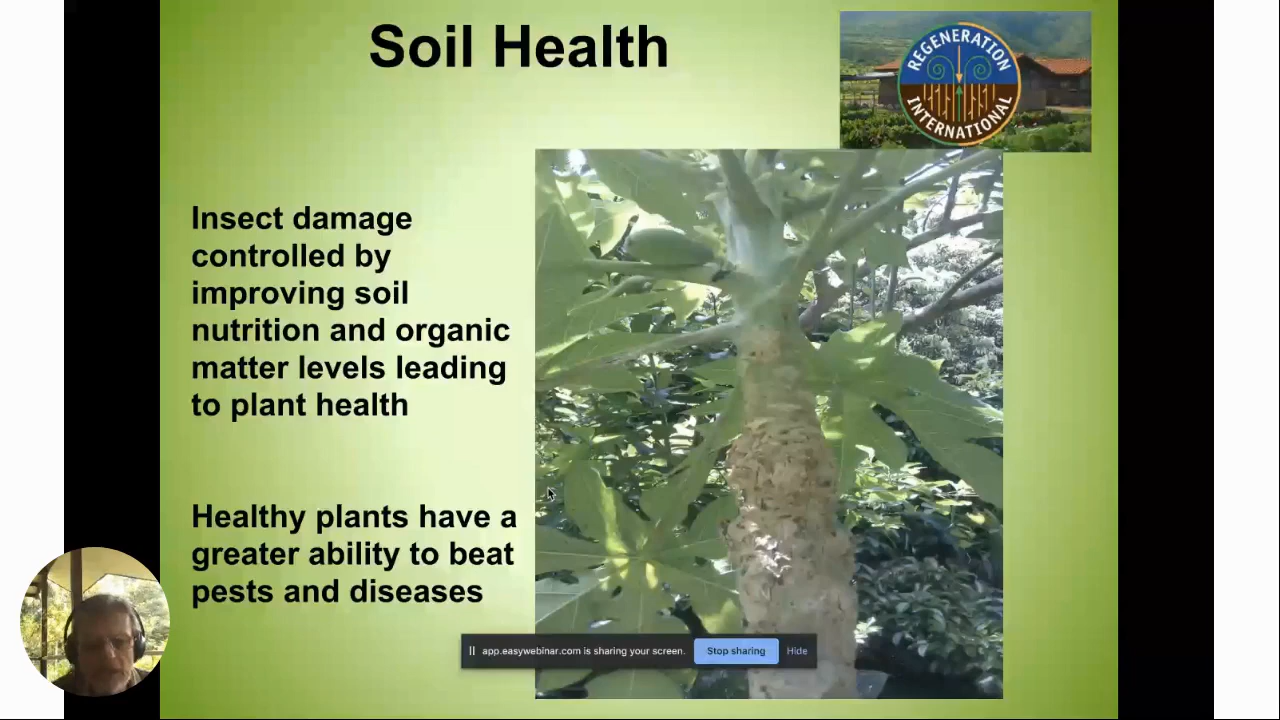 Soil Health
REGENERATION
INTERNATIONAL
Insect damage
controlled by
improving soil
nutrition and organic
matter levels leading
to plant health
Healthy plants have a
greater ability to beat
pests and diseases
app.easywebinar.com is sharing your screen.
Stop sharing
Hide